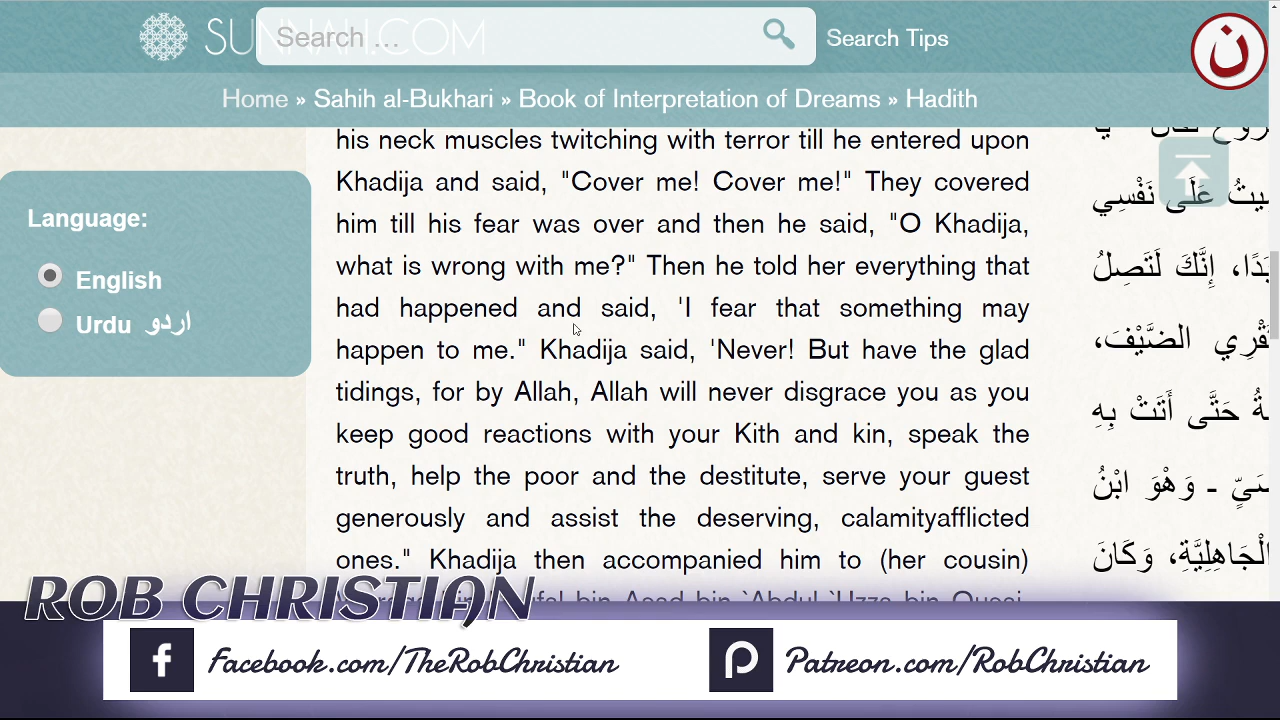 SUNNAH.COM
Search ...
Search Tips
ن
Home » Sahih al-Bukhari » Book of Interpretation of Dreams » Hadith
his neck muscles twitching with terror till he entered upon
Khadija and said, "Cover me! Cover me!" They covered
him till his fear was over and then he said, "O Khadija,
what is wrong with me?" Then he told her everything that
had happened and said, 'I fear that something may
happen to me." Khadija said, 'Never! But have the glad
tidings, for by Allah, Allah will never disgrace you as you
keep good reactions with your Kith and kin, speak the
truth, help the poor and the destitute, serve your guest
generously and assist the deserving, calamityafflicted
ones." Khadija then accompanied him to (her cousin)
bin Asad bin `Abdul `Uzza bin Qusai.
Language:
English
Urdu اردو
عَلَى نَفْسِي
إِنَّكَ لَتَصِلُ
الضَّيْفَ،
حَتَّى أَتَتْ بِهِ
ـ وَهْوَ ابْنُ
وَكَانَ
ROB CHRISTIAN
f Facebook.com/TheRobChristian
Patreon.com/RobChristian